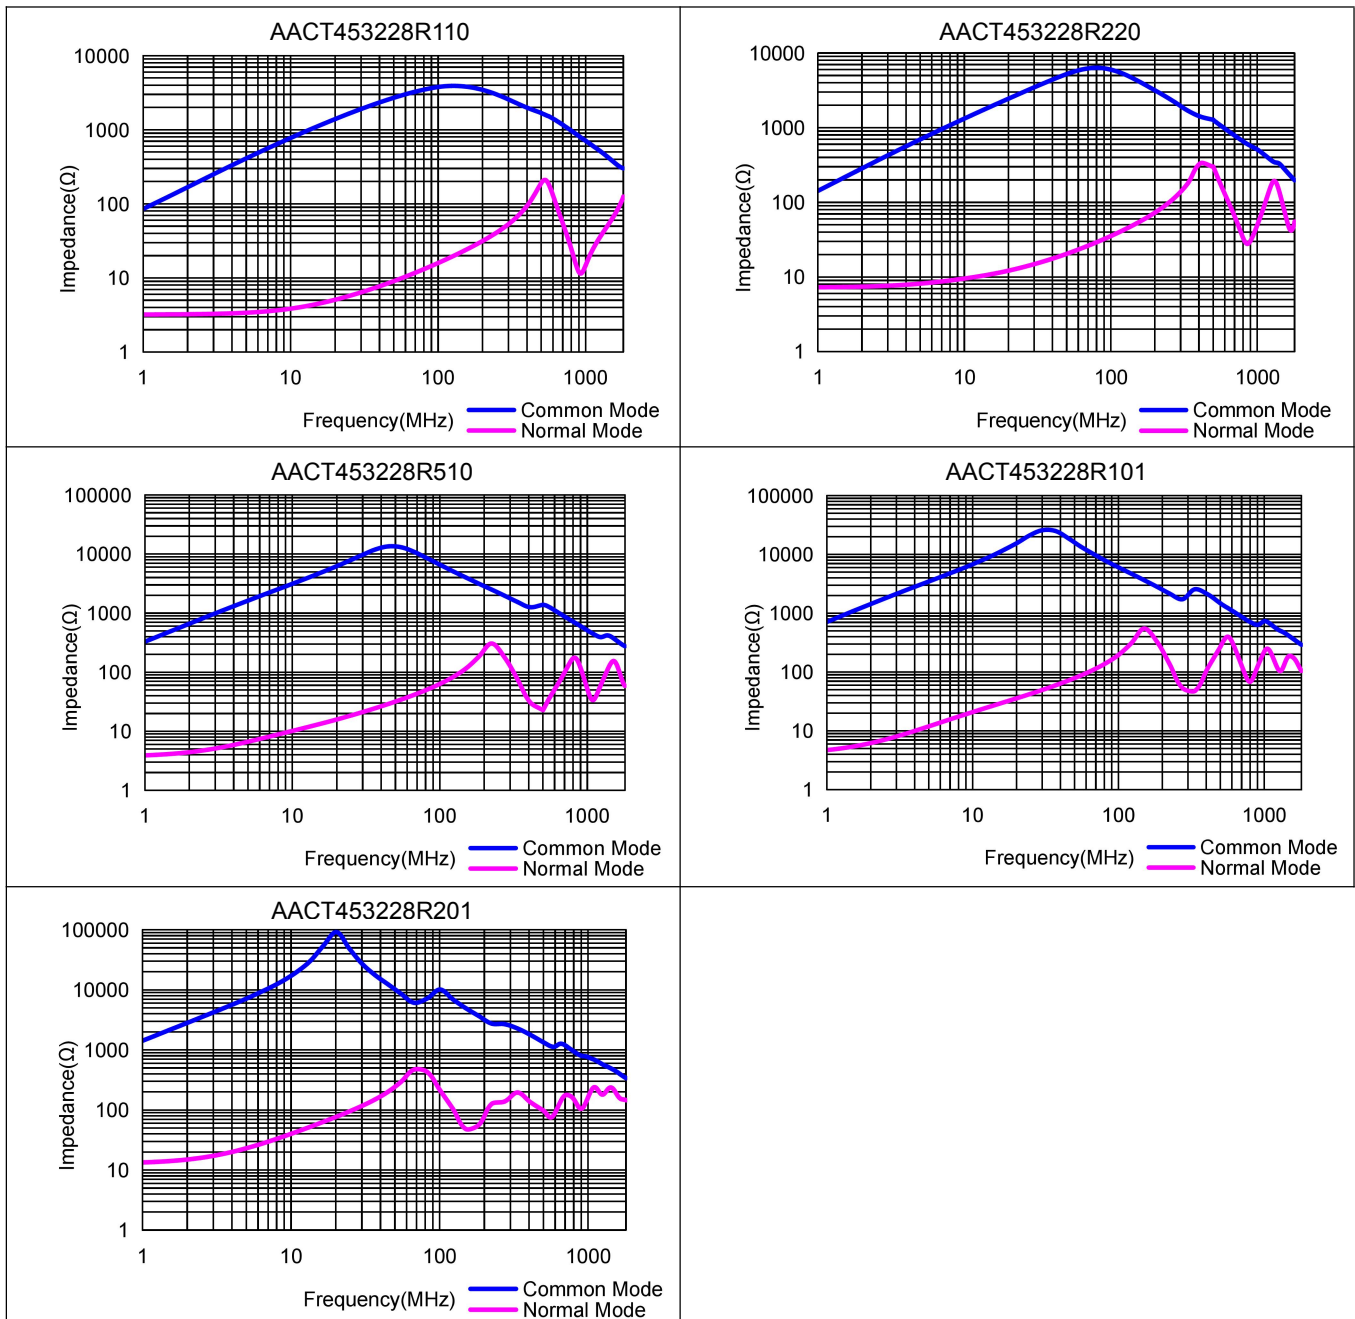 AACT453228R110
10000
1000
100
10
1
Impedance(Ω)
1 10 100 1000
Frequency(MHz)
Common Mode
Normal Mode
AACT453228R220
10000
1000
100
10
1
Impedance(Ω)
1 10 100 1000
Frequency(MHz)
Common Mode
Normal Mode
AACT453228R510
100000
10000
1000
100
10
1
Impedance(Ω)
1 10 100 1000
Frequency(MHz)
Common Mode
Normal Mode
AACT453228R101
100000
10000
1000
100
10
1
Impedance(Ω)
1 10 100 1000
Frequency(MHz)
Common Mode
Normal Mode
AACT453228R201
100000
10000
1000
100
10
1
Impedance(Ω)
1 10 100 1000
Frequency(MHz)
Common Mode
Normal Mode